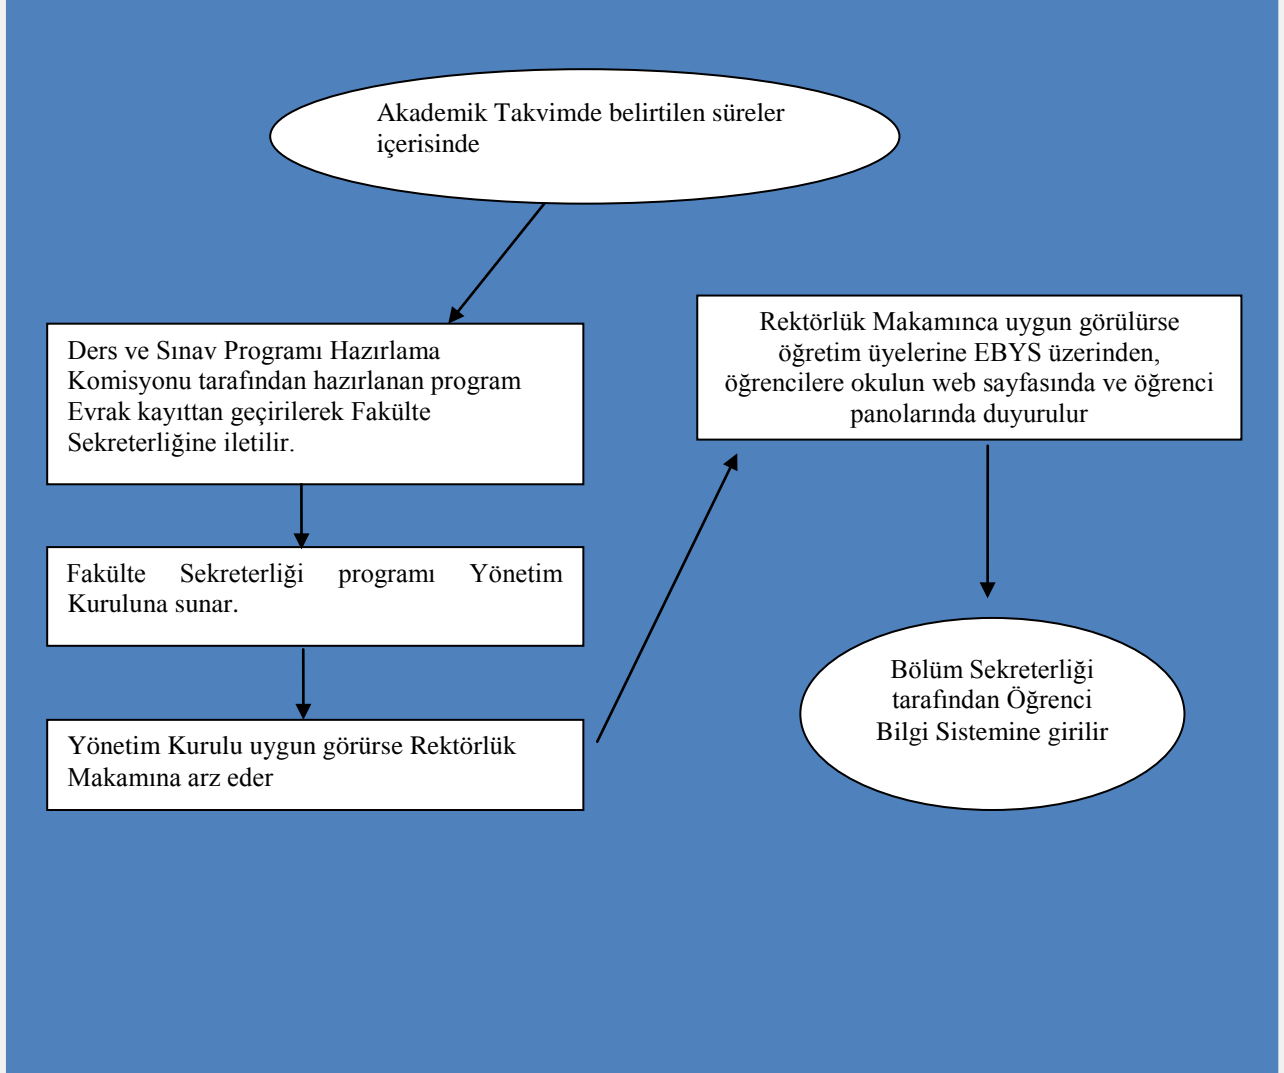 Akademik Takvimde belirtilen süreler
içerisinde
Ders ve Sınav Programı Hazırlama
Komisyonu tarafından hazırlanan program
Evrak kayıttan geçirilerek Fakülte
Sekreterliğine iletilir.
Fakülte Sekreterliği programı Yönetim
Kuruluna sunar.
Yönetim Kurulu uygun görürse Rektörlük
Makamına arz eder
Rektörlük Makamınca uygun görülürse
öğretim üyelerine EBYS üzerinden,
öğrencilere okulun web sayfasında ve öğrenci
panolarında duyurulur
Bölüm Sekreterliği
tarafından Öğrenci
Bilgi Sistemine girilir